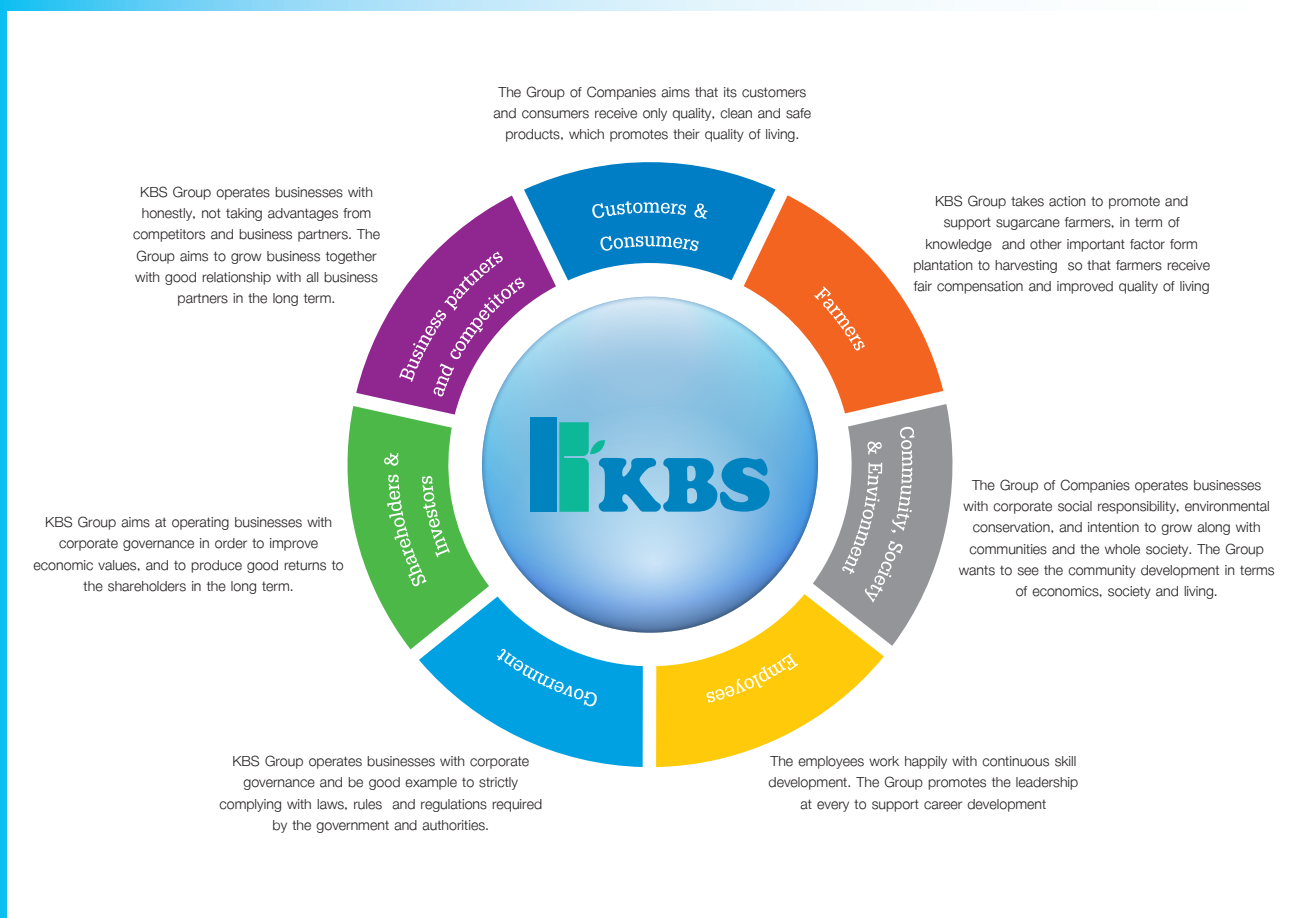 The Group of Companies aims that its customers
and consumers receive only quality, clean and safe
products, which promotes their quality of living.
Customers &
Consumers
KBS Group takes action to promote and
support sugarcane farmers, in term of
knowledge and other important factor form
plantation to harvesting so that farmers receive
fair compensation and improved quality of living
Farmers
The Group of Companies operates businesses
with corporate social responsibility, environmental
conservation, and intention to grow along with
communities and the whole society. The Group
wants to see the community development in terms
of economics, society and living.
Community, Society
& Environment
The employees work happily with continuous skill
development. The Group promotes the leadership
at every to support career development
Employees
KBS Group operates businesses with corporate
governance and be good example to strictly
complying with laws, rules and regulations required
by the government and authorities.
Government
KBS Group aims at operating businesses with
corporate governance in order to improve
economic values, and to produce good returns to
the shareholders in the long term.
Shareholders &
Investors
KBS Group operates businesses with
honestly, not taking advantages from
competitors and business partners. The
Group aims to grow business together
with good relationship with all business
partners in the long term.
Business partners
and competitors
KBS